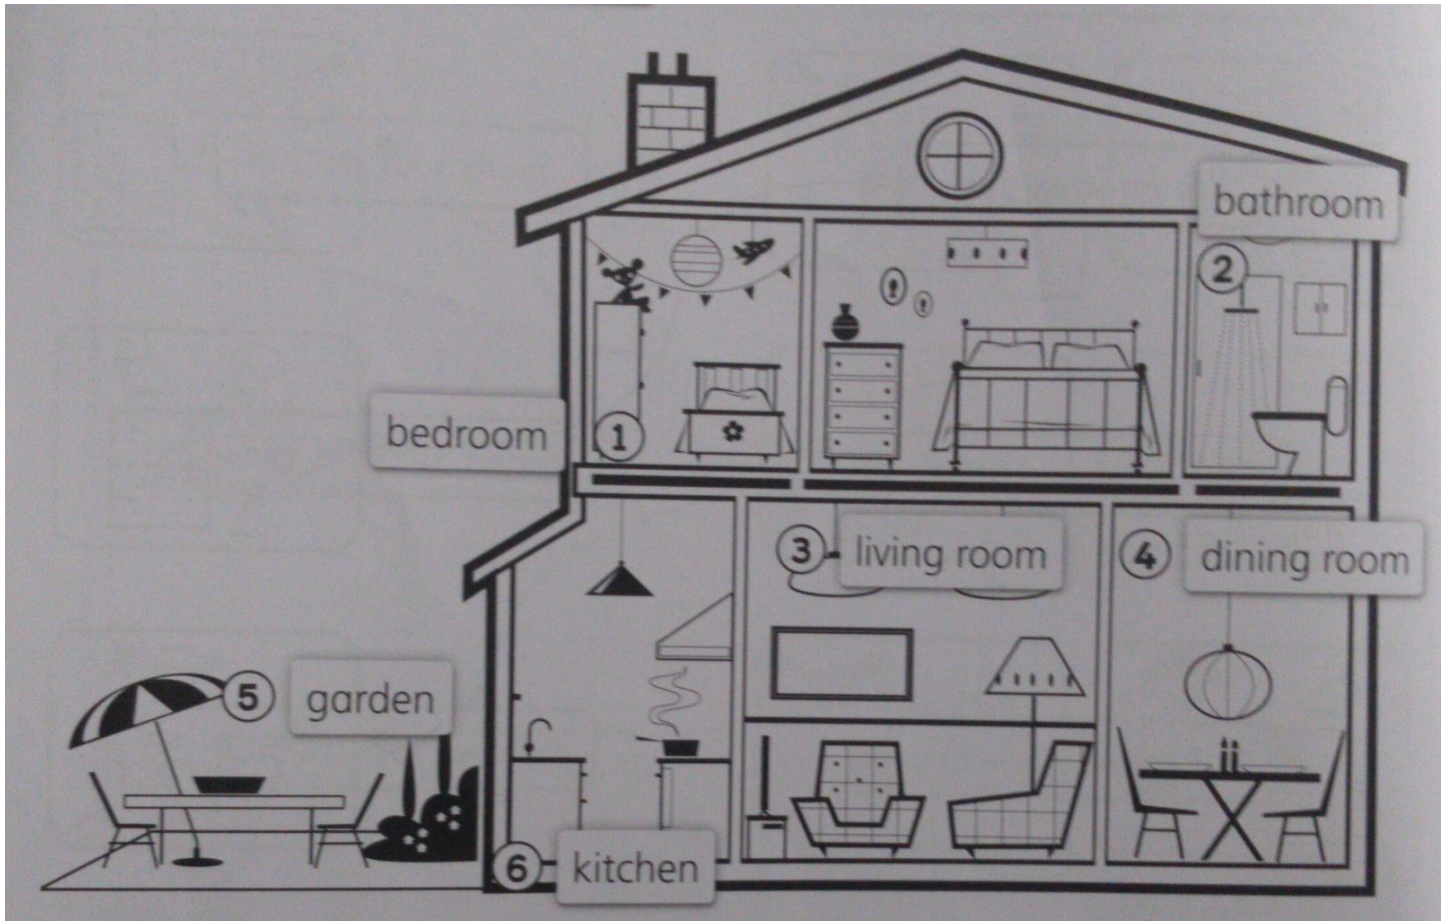 bathroom
2
bedroom
1
3 living room
4 dining room
5 garden
6 kitchen